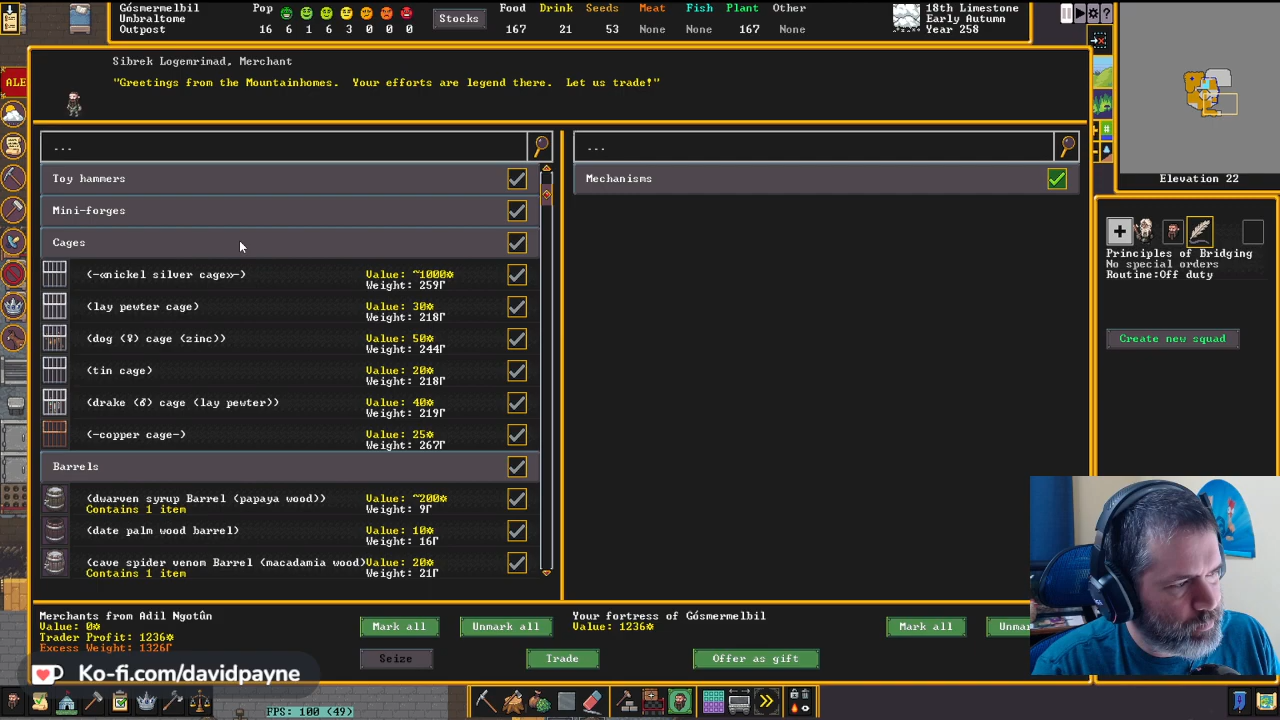 Gósmermelbil
Umbraltome
Outpost
Pop
16 6 1 6 3 0 0 0
Stocks
Food Drink Seeds Meat Fish Plant Other
167 21 53 None None 167 None
18th Limestone
Early Autumn
Year 258
ALE
Sibrek Logemrimad, Merchant
"Greetings from the Mountainhomes. Your efforts are legend there. Let us trade!"
...
...
Toy hammers
Mini-forges
Cages
(-«nickel silver cage»-) Value: ~1000☼
Weight: 259Γ
(lay pewter cage) Value: 30☼
Weight: 218Γ
(dog (♀) cage (zinc)) Value: 50☼
Weight: 244Γ
(tin cage) Value: 20☼
Weight: 218Γ
(drake (♂) cage (lay pewter)) Value: 40☼
Weight: 219Γ
(-copper cage-) Value: 25☼
Weight: 267Γ
Barrels
(dwarven syrup Barrel (papaya wood)) Value: ~200☼
Contains 1 item Weight: 9Γ
(date palm wood barrel) Value: 10☼
Weight: 16Γ
(cave spider venom Barrel (macadamia wood) Value: 20☼
Contains 1 item Weight: 21Γ
Mechanisms
Merchants from Adil Ngotûn
Value: 0☼
Trader Profit: 1236☼
Excess Weight: 1326Γ
Mark all
Unmark all
Seize
Trade
Offer as gift
Your fortress of Gósmermelbil
Value: 1236☼
Mark all
Unmar
Elevation 22
Principles of Bridging
No special orders
Routine:Off duty
Create new squad
Ko-fi.com/davidpayne
FPS: 100 (49)